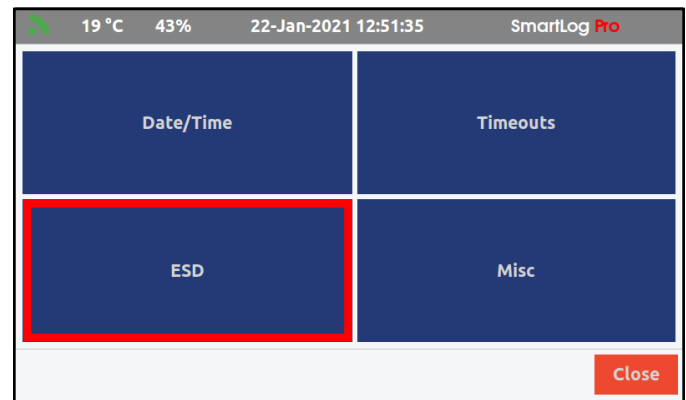 19 °C 43% 22-Jan-2021 12:51:35 SmartLog Pro
Date/Time Timeouts
ESD Misc
Close